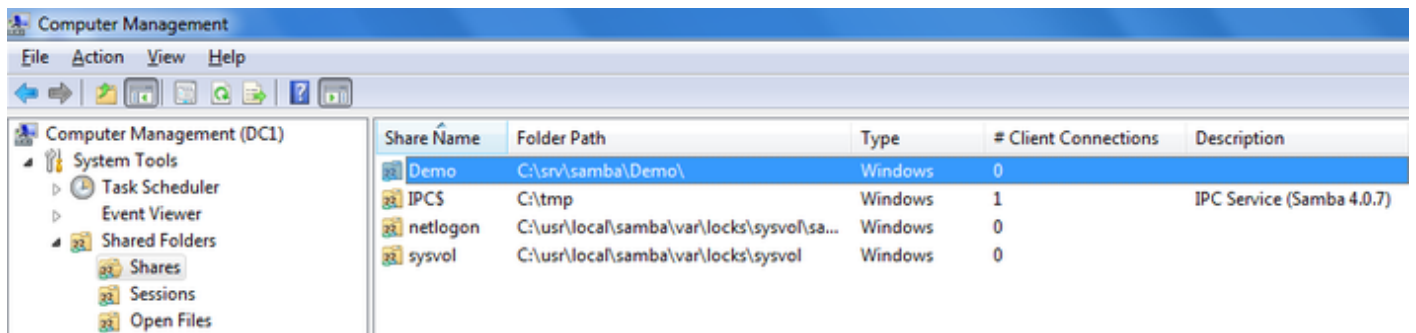 Computer Management
File Action View Help
Computer Management (DC1)
System Tools
Task Scheduler
Event Viewer
Shared Folders
Shares
Sessions
Open Files
Share Name Folder Path Type # Client Connections Description
Demo C:\srv\samba\Demo\ Windows 0
IPC$ C:\tmp Windows 1 IPC Service (Samba 4.0.7)
netlogon C:\usr\local\samba\var\locks\sysvol\sa... Windows 0
sysvol C:\usr\local\samba\var\locks\sysvol Windows 0